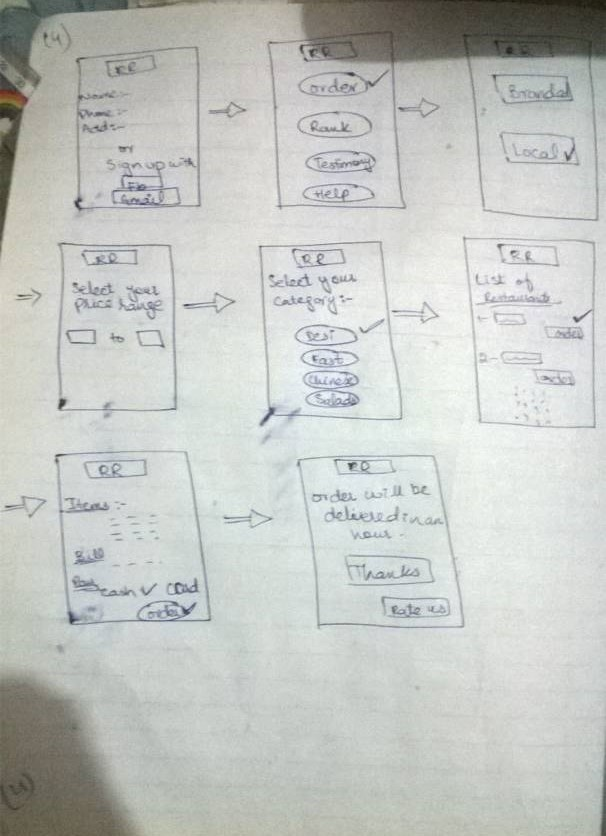 (4)
RR
Name:-
Phone:-
Add:-
or
Sign up with
Fb
Gmail
RR
order ✓
Rank
Testimony
Help
RR
Branded
Local ✓
RR
Select your
price range
to
RR
Select your
category:-
Desi ✓
Fast
Chinese
Salads
RR
List of
Restaurants
1-
order ✓
2-
order
RR
Items:-
Bill
Pay cash ✓ card
order ✓
RR
order will be
delivered in an
hour.
Thanks
Rate us